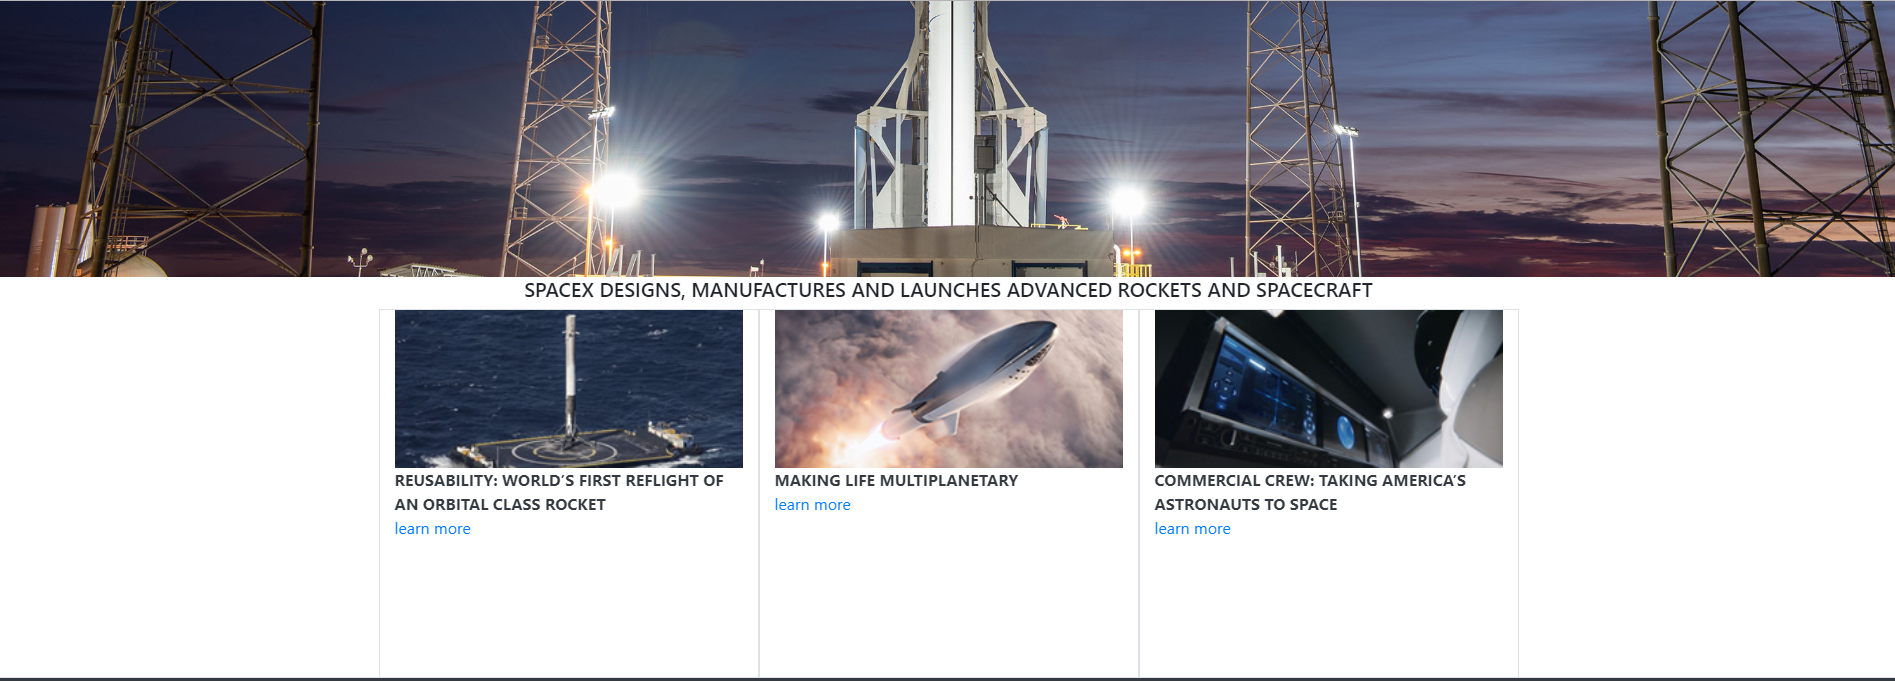 SPACEX DESIGNS, MANUFACTURES AND LAUNCHES ADVANCED ROCKETS AND SPACECRAFT
REUSABILITY: WORLD’S FIRST REFLIGHT OF
AN ORBITAL CLASS ROCKET
learn more
MAKING LIFE MULTIPLANETARY
learn more
COMMERCIAL CREW: TAKING AMERICA’S
ASTRONAUTS TO SPACE
learn more